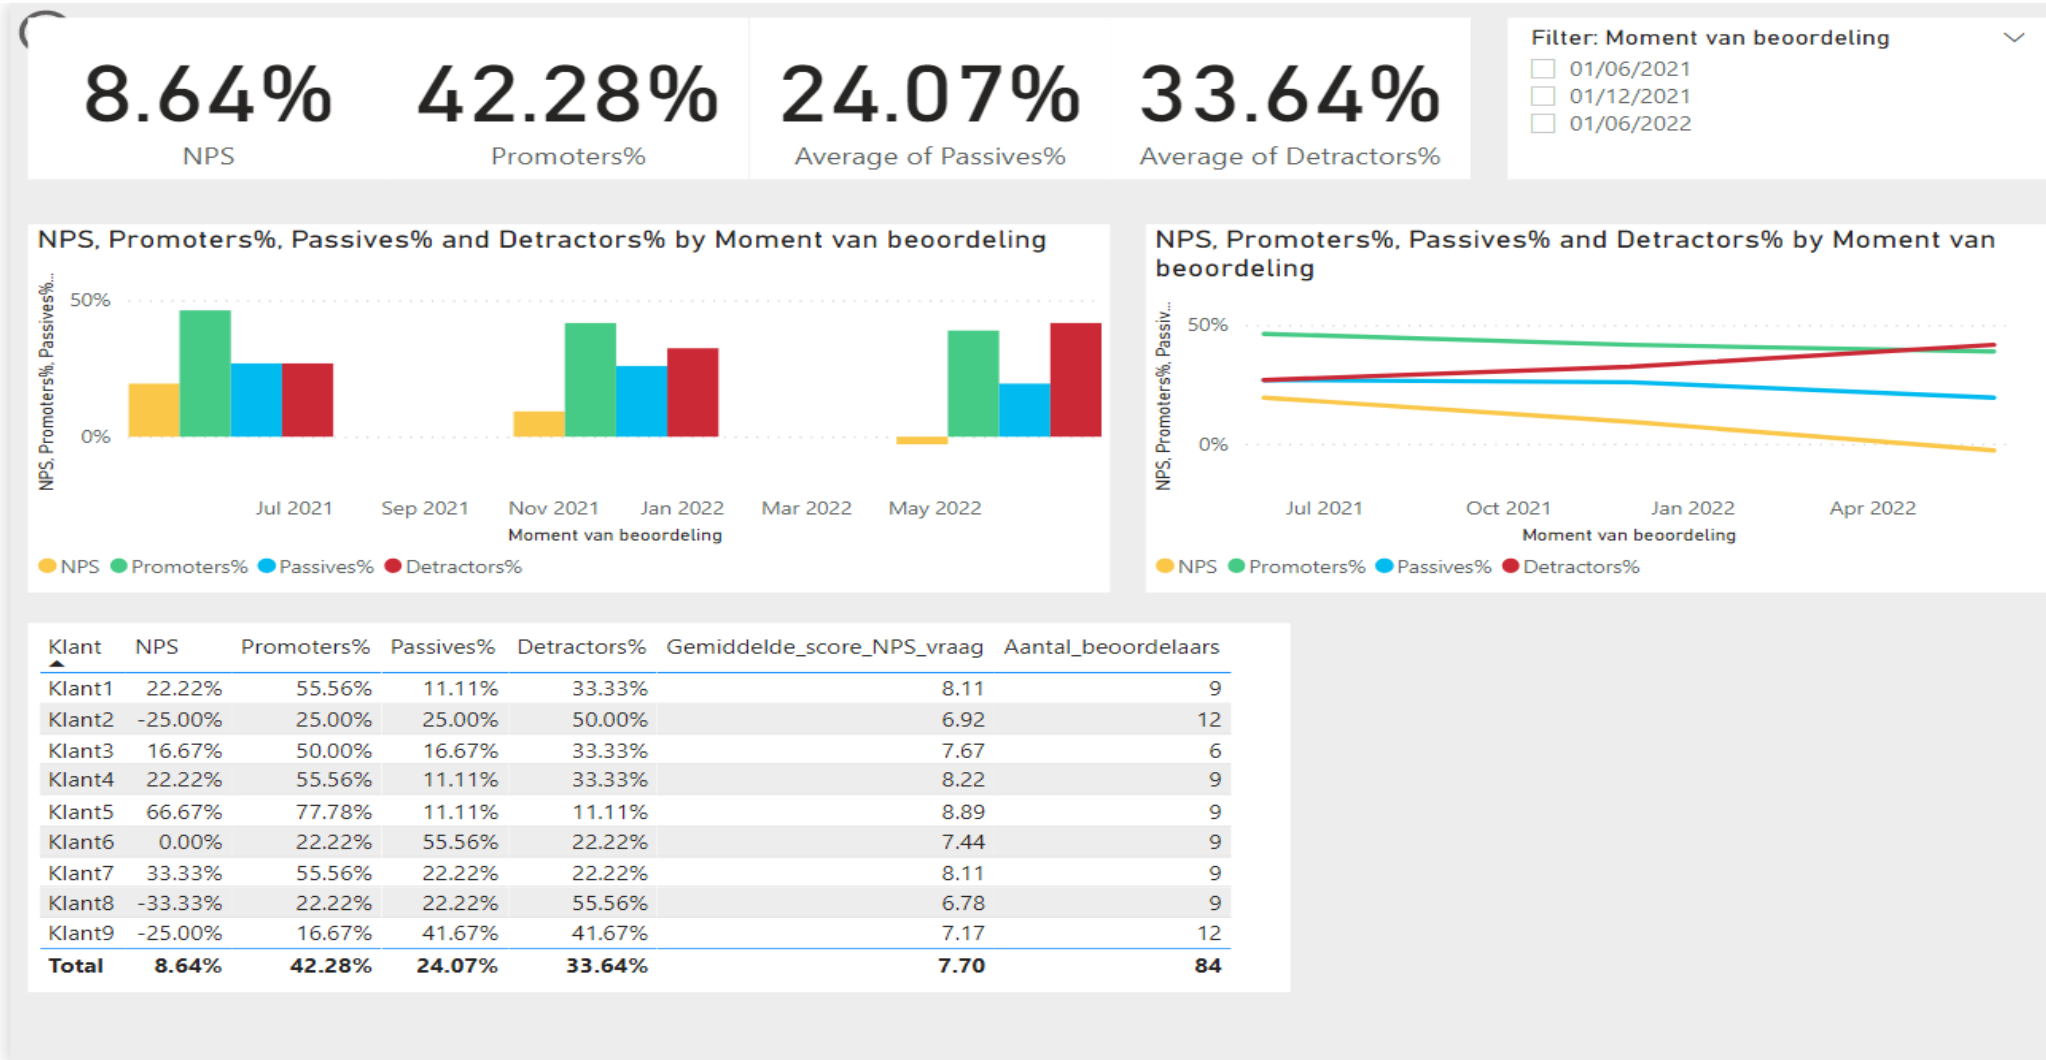 8.64%
NPS
42.28%
Promoters%
24.07%
Average of Passives%
33.64%
Average of Detractors%
Filter: Moment van beoordeling
01/06/2021
01/12/2021
01/06/2022
NPS, Promoters%, Passives% and Detractors% by Moment van beoordeling
NPS, Promoters%, Passives%...
50%
0%
Jul 2021 Sep 2021 Nov 2021 Jan 2022 Mar 2022 May 2022
Moment van beoordeling
NPS Promoters% Passives% Detractors%
NPS, Promoters%, Passives% and Detractors% by Moment van
beoordeling
NPS, Promoters%, Passiv...
50%
0%
Jul 2021 Oct 2021 Jan 2022 Apr 2022
Moment van beoordeling
NPS Promoters% Passives% Detractors%
Klant NPS Promoters% Passives% Detractors% Gemiddelde_score_NPS_vraag Aantal_beoordelaars
Klant1 22.22% 55.56% 11.11% 33.33% 8.11 9
Klant2 -25.00% 25.00% 25.00% 50.00% 6.92 12
Klant3 16.67% 50.00% 16.67% 33.33% 7.67 6
Klant4 22.22% 55.56% 11.11% 33.33% 8.22 9
Klant5 66.67% 77.78% 11.11% 11.11% 8.89 9
Klant6 0.00% 22.22% 55.56% 22.22% 7.44 9
Klant7 33.33% 55.56% 22.22% 22.22% 8.11 9
Klant8 -33.33% 22.22% 22.22% 55.56% 6.78 9
Klant9 -25.00% 16.67% 41.67% 41.67% 7.17 12
Total 8.64% 42.28% 24.07% 33.64% 7.70 84